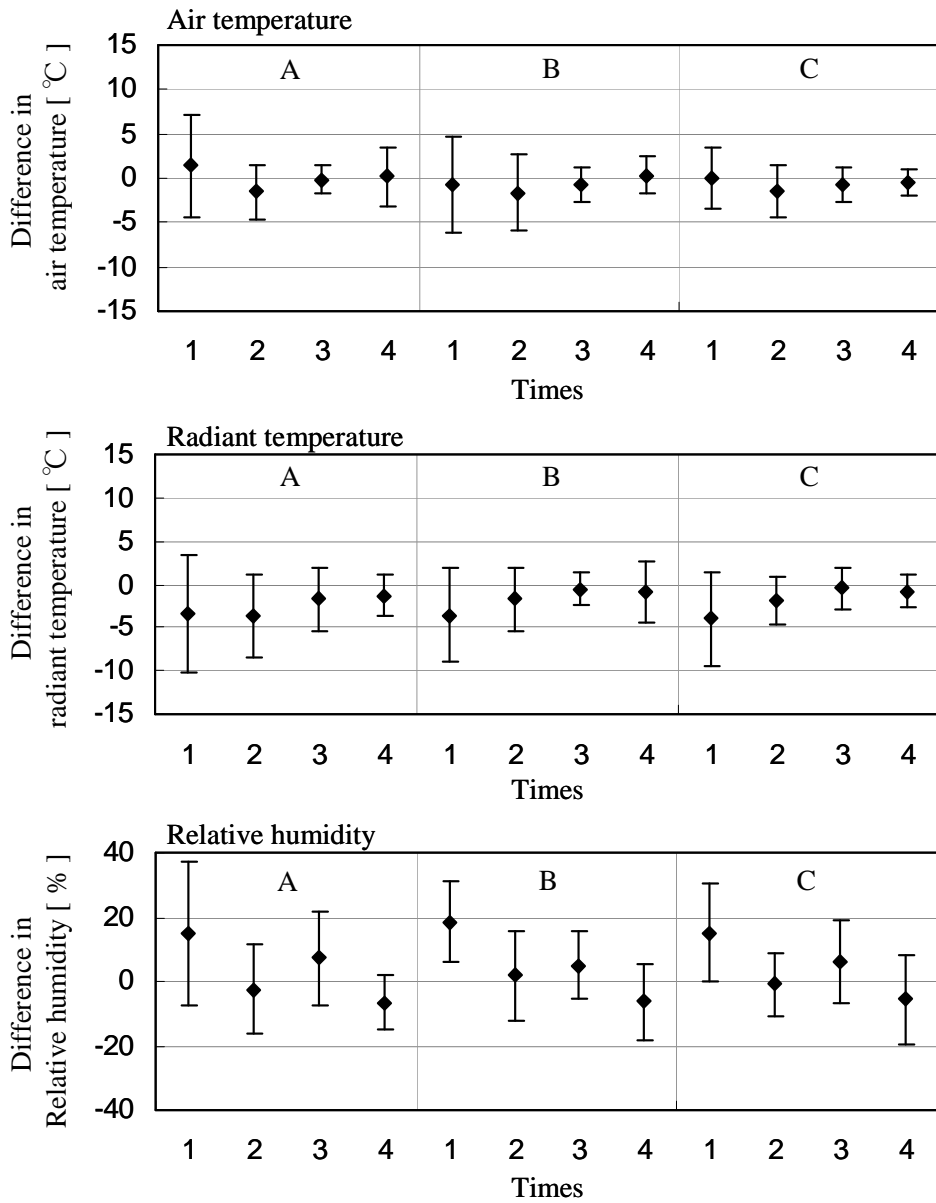 Air temperature
Difference in
air temperature [ ℃ ]
15
10
5
0
-5
-10
-15
A
B
C
1 2 3 4 1 2 3 4 1 2 3 4
Times
Radiant temperature
Difference in
radiant temperature [ ℃ ]
15
10
5
0
-5
-10
-15
A
B
C
1 2 3 4 1 2 3 4 1 2 3 4
Times
Relative humidity
Difference in
Relative humidity [ % ]
40
20
0
-20
-40
A
B
C
1 2 3 4 1 2 3 4 1 2 3 4
Times